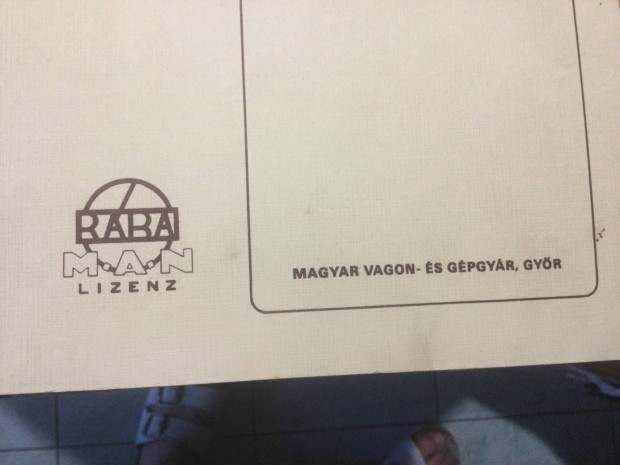 RÁBA
M·A·N
LIZENZ
MAGYAR VAGON- ÉS GÉPGYÁR, GYŐR